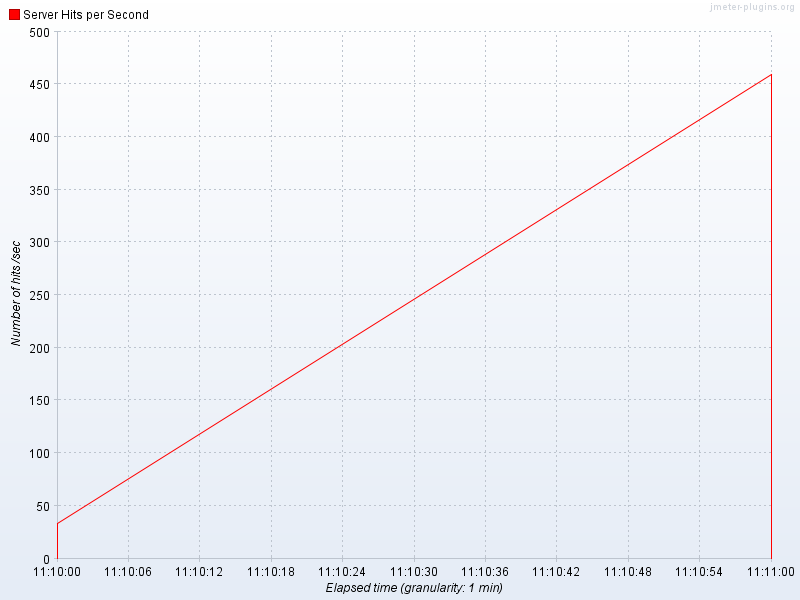 jmeter-plugins.org
Server Hits per Second
500
450
400
350
300
250
200
150
100
50
0
Number of hits /sec
11:10:00 11:10:06 11:10:12 11:10:18 11:10:24 11:10:30 11:10:36 11:10:42 11:10:48 11:10:54 11:11:00
Elapsed time (granularity: 1 min)